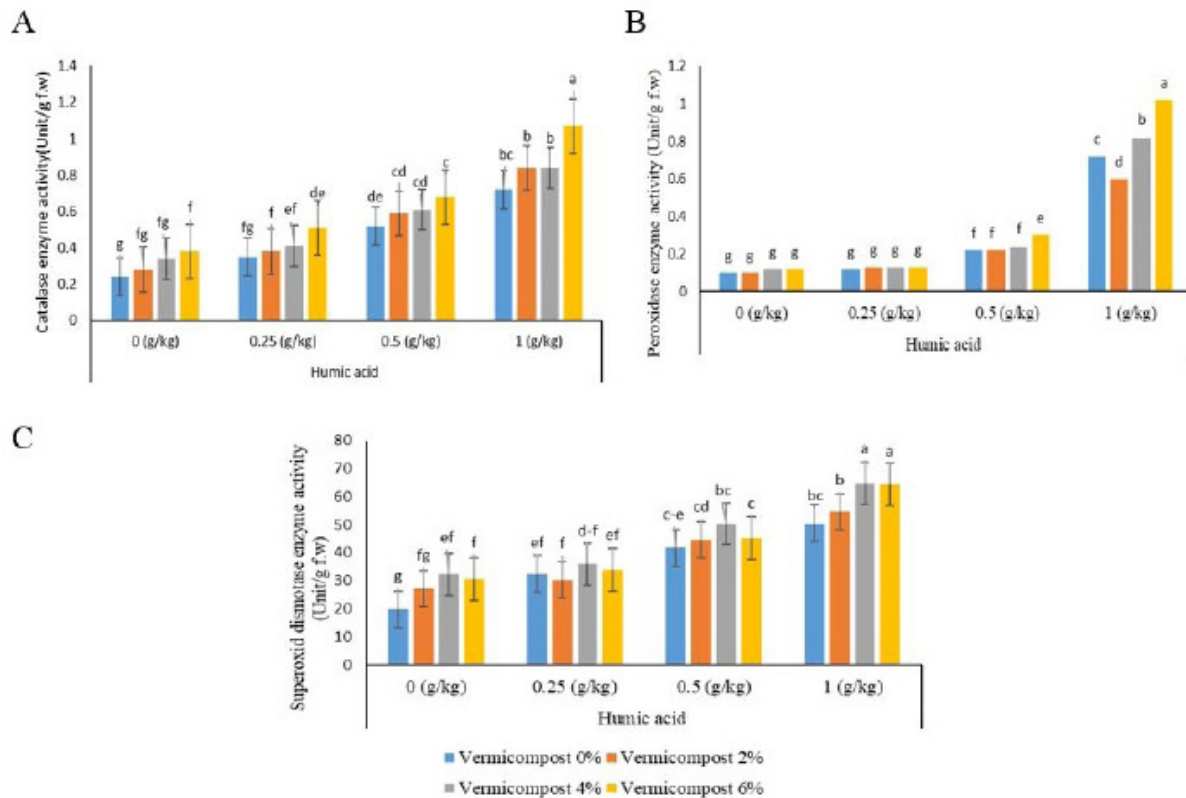 A
Catalase enzyme activity(Unit/g f.w)
1.4
1.2
1
0.8
0.6
0.4
0.2
0
g fg fg f
fg f ef de
de cd cd c
bc b b a
0 (g/kg) 0.25 (g/kg) 0.5 (g/kg) 1 (g/kg)
Humic acid
B
Peroxidase enzyme activity (Unit/g f.w)
1.2
1
0.8
0.6
0.4
0.2
0
g g g g
g g g g
f f f e
c d b a
0 (g/kg) 0.25 (g/kg) 0.5 (g/kg) 1 (g/kg)
Humic acid
C
Superoxid dismotase enzyme activity
(Unit/g f.w)
80
70
60
50
40
30
20
10
0
g fg ef f
ef f d-f ef
c-e cd bc c
bc b a a
0 (g/kg) 0.25 (g/kg) 0.5 (g/kg) 1 (g/kg)
Humic acid
Vermicompost 0% Vermicompost 2%
Vermicompost 4% Vermicompost 6%